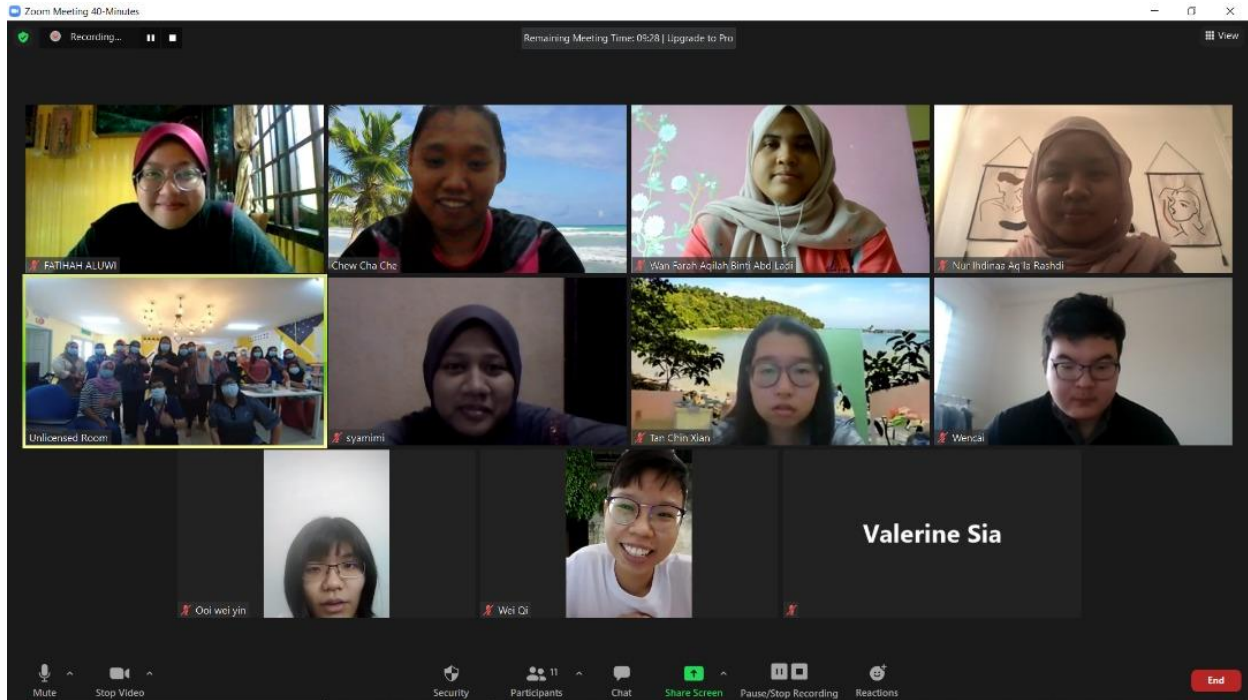 Zoom Meeting 40-Minutes
Recording...
Remaining Meeting Time: 09:28 | Upgrade to Pro
View
FATIHAH ALUWI
Chew Cha Che
Wan Farah Aqilah Binti Abd Ladi
Nur Ihdinaa Aq'ila Rashdi
Unlicensed Room
syamimi
Tan Chin Xian
Wencai
Valerine Sia
Ooi wei yin
Wei Qi
11
Mute
Stop Video
Security
Participants
Chat
Share Screen
Pause/Stop Recording
Reactions
End